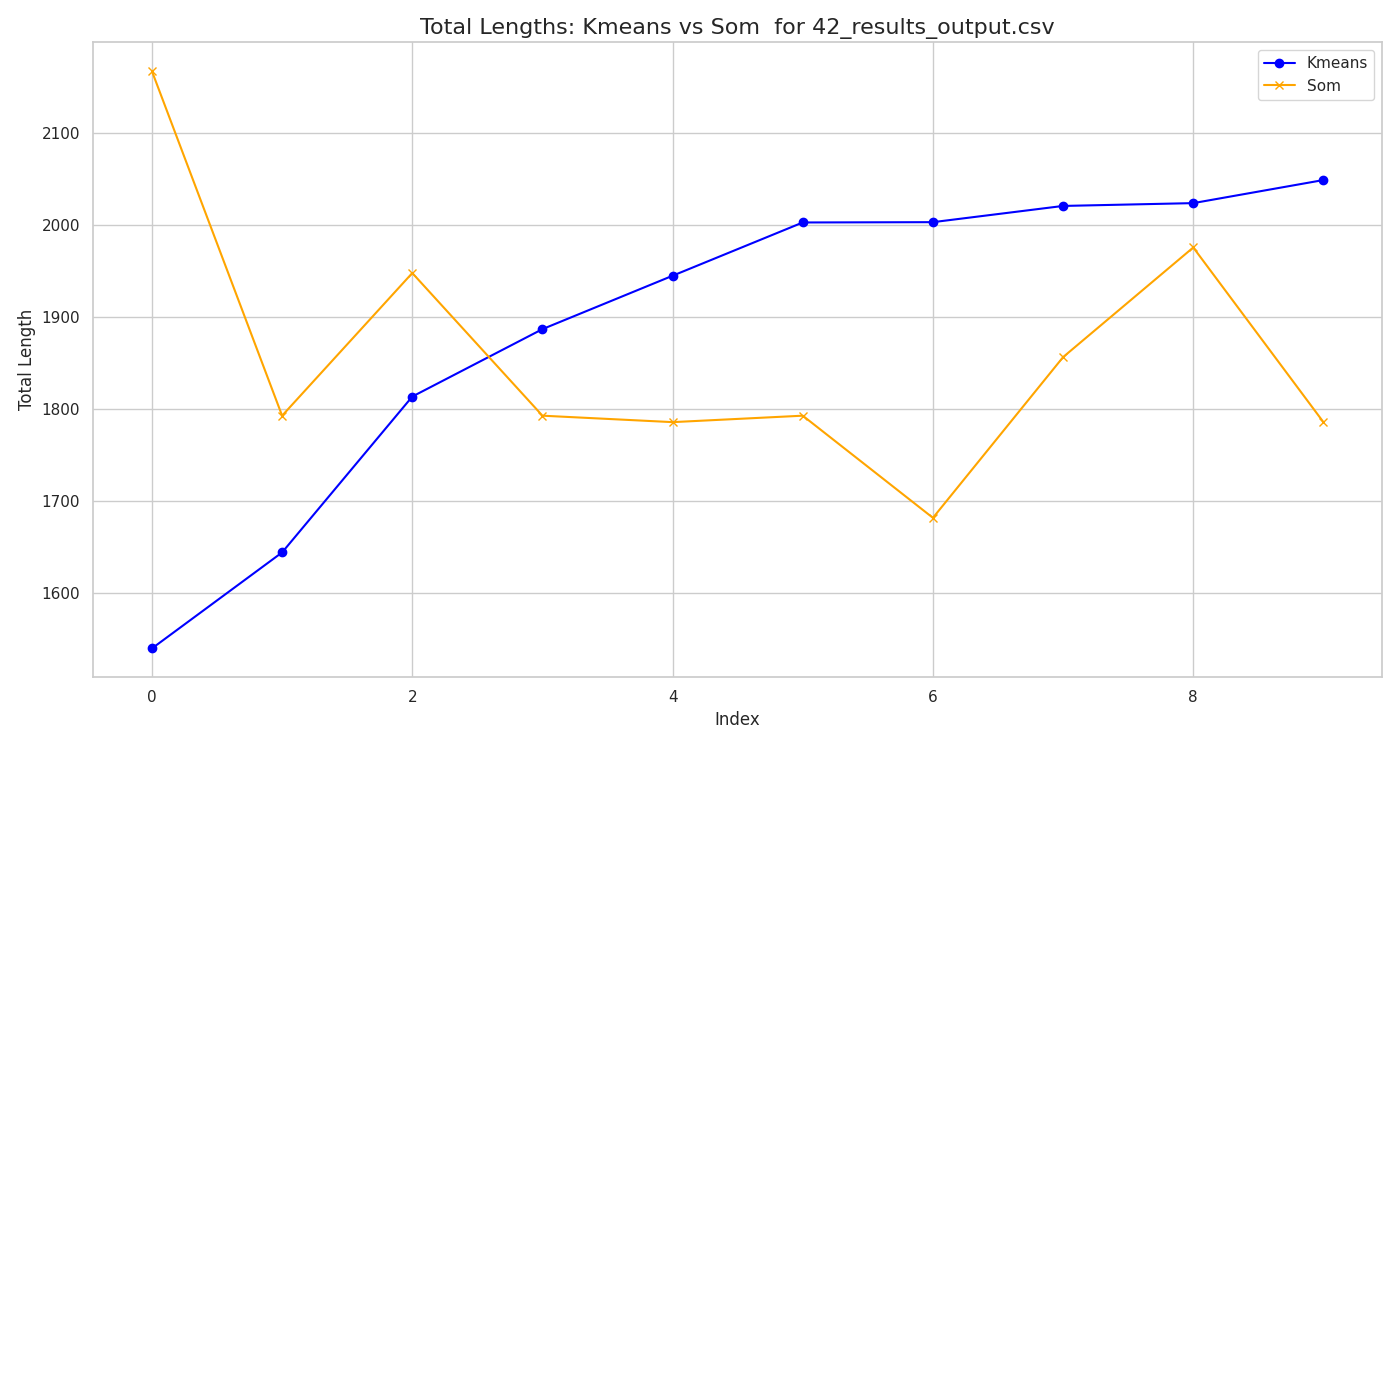 Total Lengths: Kmeans vs Som  for 42_results_output.csv
Kmeans
Som
2100
2000
1900
1800
1700
1600
Total Length
0 2 4 6 8
Index